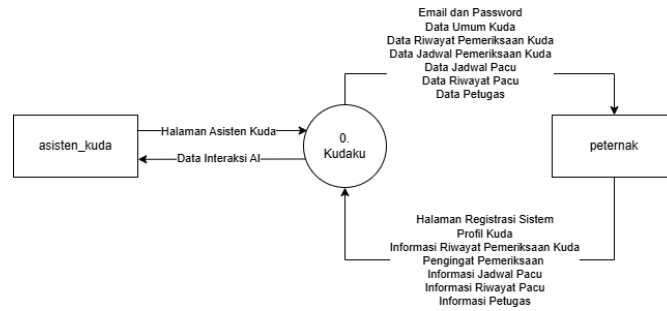 Email dan Password
Data Umum Kuda
Data Riwayat Pemeriksaan Kuda
Data Jadwal Pemeriksaan Kuda
Data Jadwal Pacu
Data Riwayat Pacu
Data Petugas
asisten_kuda
Halaman Asisten Kuda
Data Interaksi AI
0.
Kudaku
peternak
Halaman Registrasi Sistem
Profil Kuda
Informasi Riwayat Pemeriksaan Kuda
Pengingat Pemeriksaan
Informasi Jadwal Pacu
Informasi Riwayat Pacu
Informasi Petugas